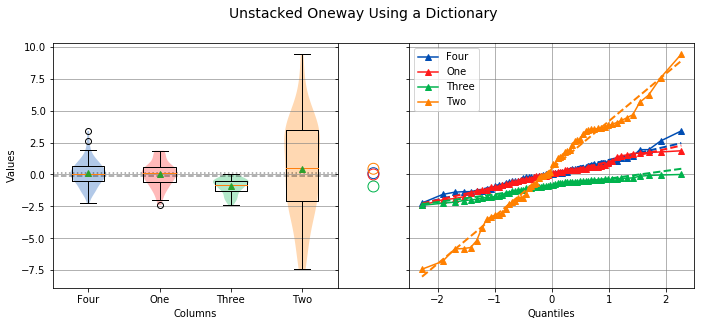 Unstacked Oneway Using a Dictionary
10.0
7.5
5.0
2.5
0.0
−2.5
−5.0
−7.5
Values
Four One Three Two
Columns
Four
One
Three
Two
−2 −1 0 1 2
Quantiles